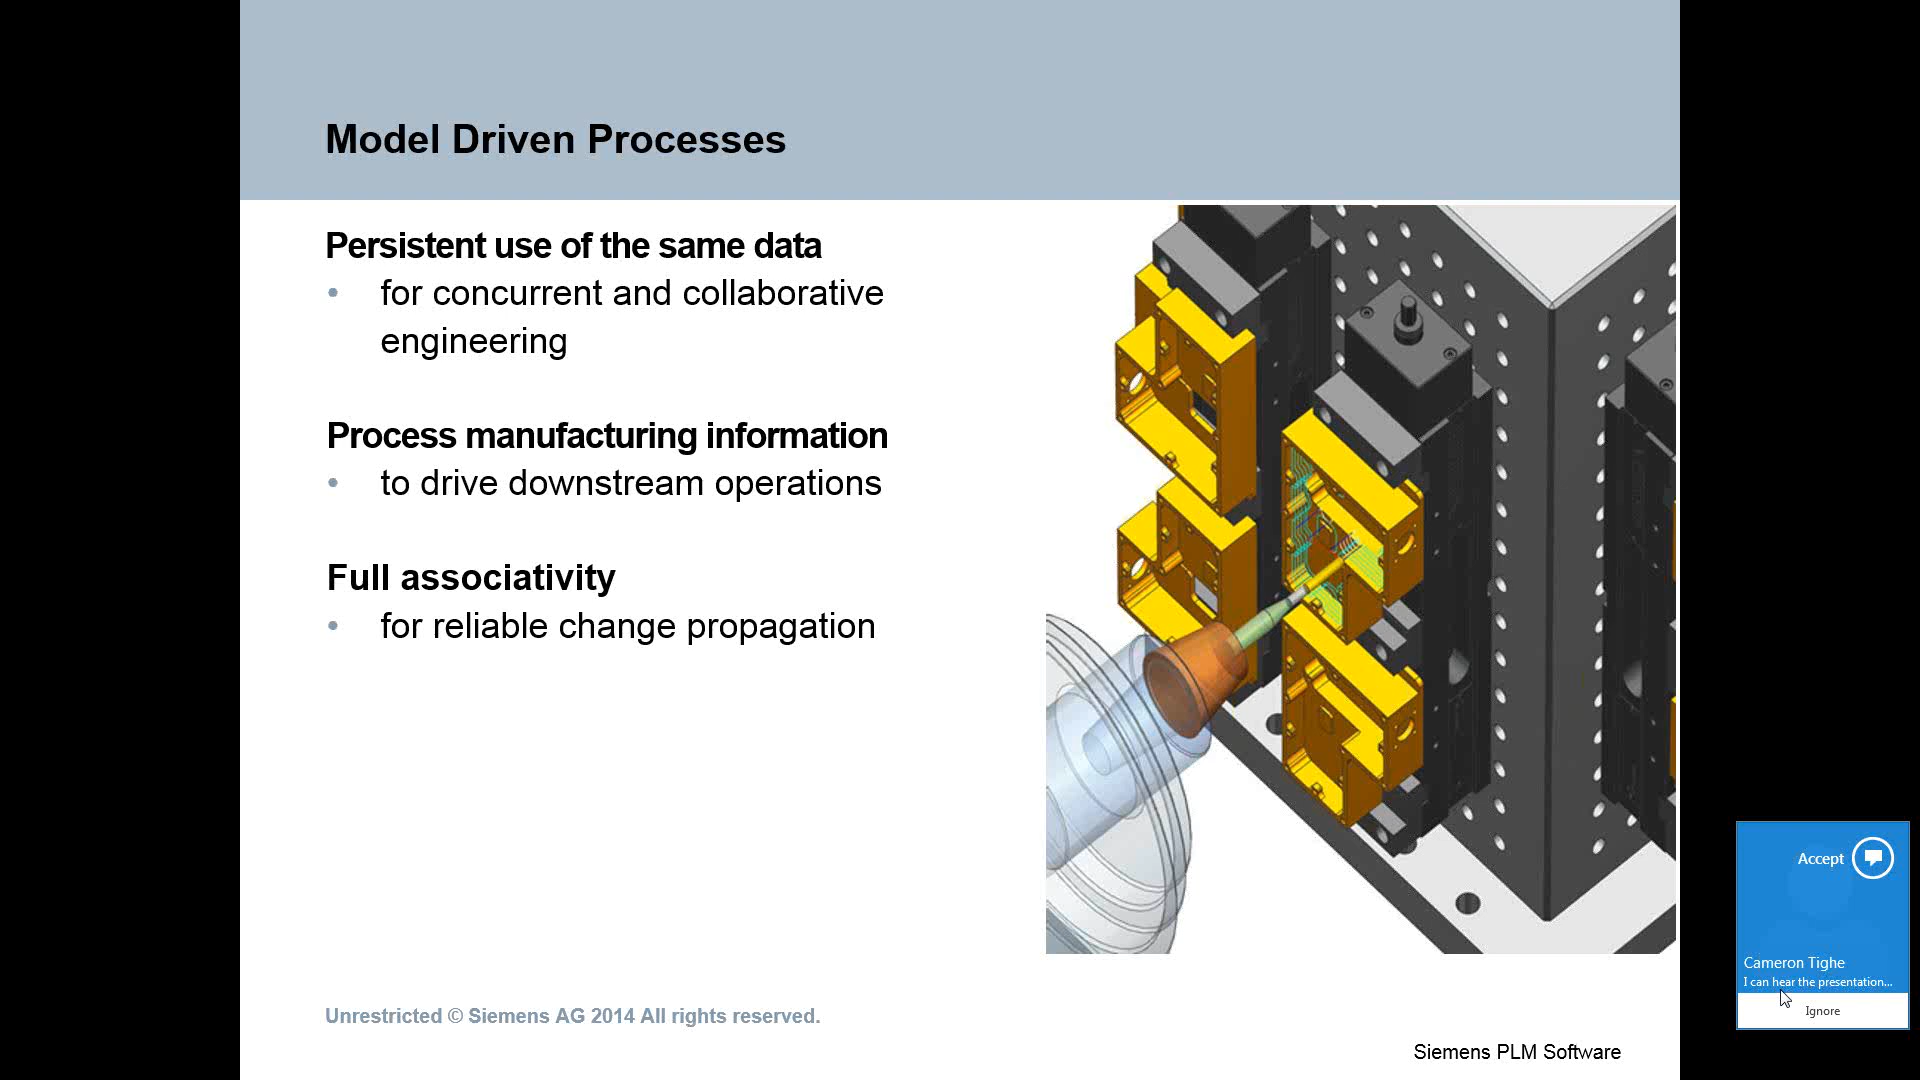 Model Driven Processes
Persistent use of the same data
• for concurrent and collaborative
engineering
Process manufacturing information
• to drive downstream operations
Full associativity
• for reliable change propagation
Unrestricted © Siemens AG 2014 All rights reserved.
Siemens PLM Software
Accept
Cameron Tighe
I can hear the presentation...
Ignore